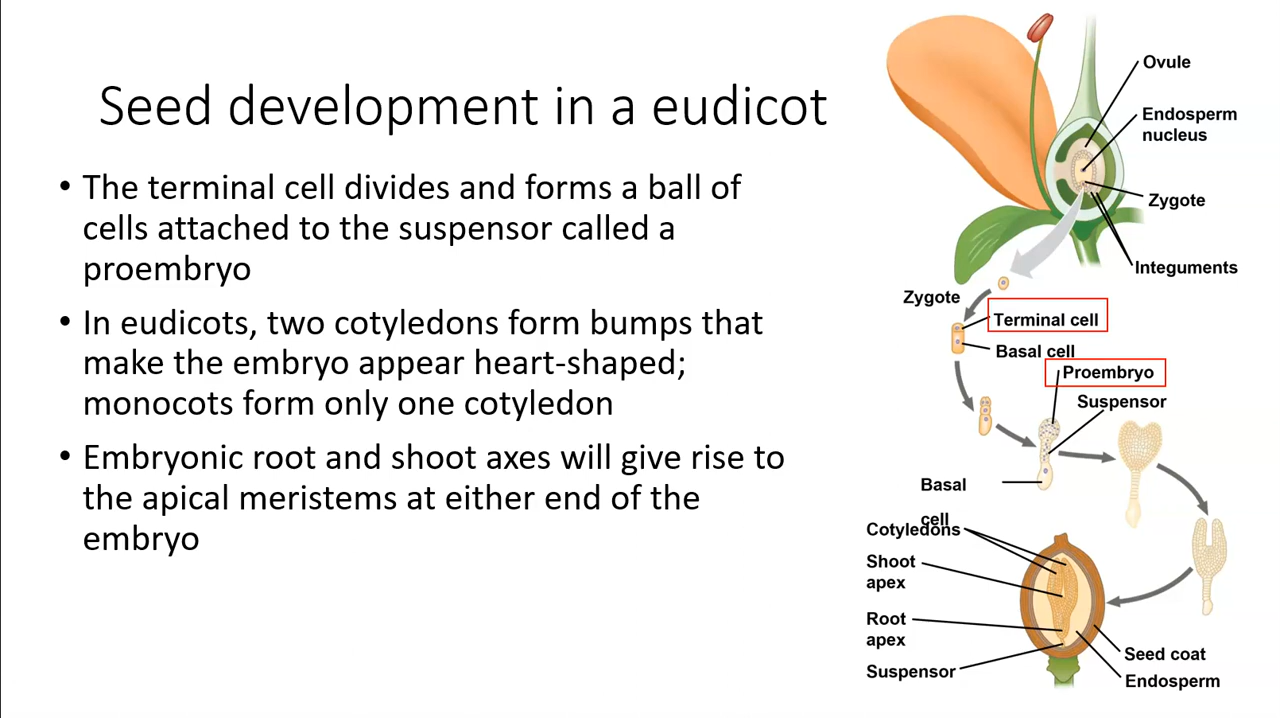 Seed development in a eudicot
• The terminal cell divides and forms a ball of
cells attached to the suspensor called a
proembryo
• In eudicots, two cotyledons form bumps that
make the embryo appear heart-shaped;
monocots form only one cotyledon
• Embryonic root and shoot axes will give rise to
the apical meristems at either end of the
embryo
Ovule
Endosperm
nucleus
Zygote
Integuments
Zygote
Terminal cell
Basal cell
Proembryo
Suspensor
Basal
cell
Cotyledons
Shoot
apex
Root
apex
Suspensor
Seed coat
Endosperm